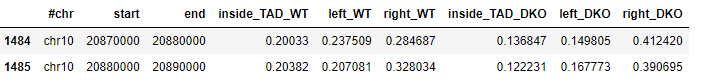 #chr start end inside_TAD_WT left_WT right_WT inside_TAD_DKO left_DKO right_DKO
1484 chr10 20870000 20880000 0.20033 0.237509 0.284687 0.136847 0.149805 0.412420
1485 chr10 20880000 20890000 0.20382 0.207081 0.328034 0.122231 0.167773 0.390695